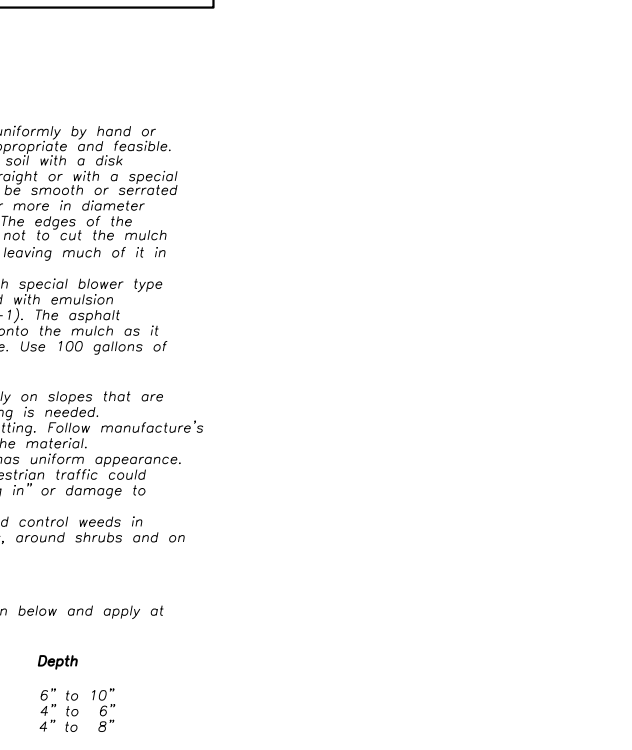 uniformly by hand or
propriate and feasible.
soil with a disk
raight or with a special
be smooth or serrated
r more in diameter
The edges of the
not to cut the mulch
leaving much of it in
h special blower type
d with emulsion
-1). The asphalt
onto the mulch as it
e. Use 100 gallons of
ly on slopes that are
ng is needed.
tting. Follow manufacture's
he material.
has uniform appearance.
estrian traffic could
g in" or damage to
d control weeds in
, around shrubs and on
n below and apply at
Depth
6" to 10"
4" to 6"
4" to 8"